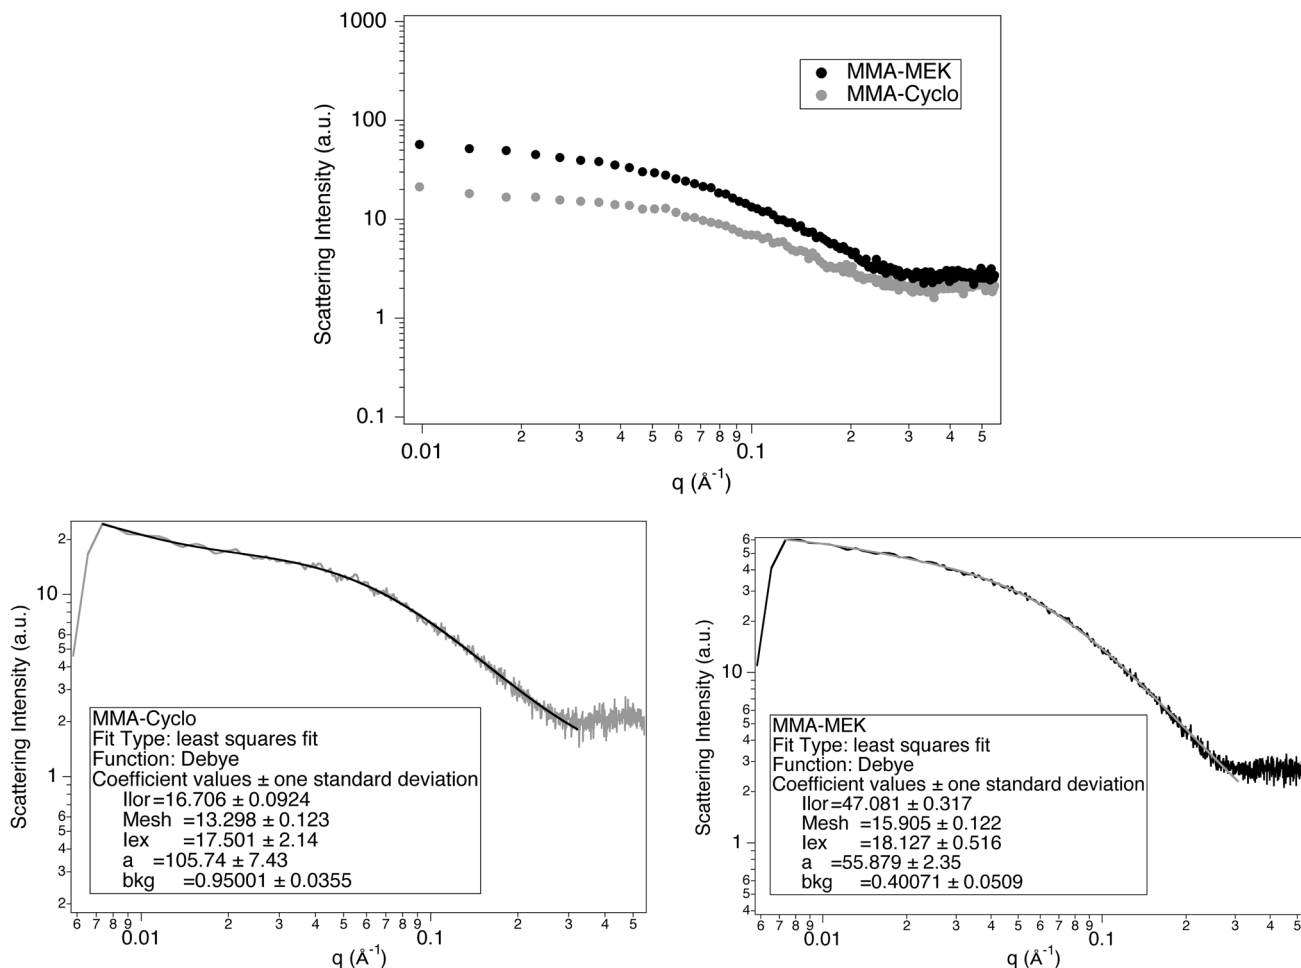 1000
100
10
1
0.1
Scattering Intensity (a.u.)
MMA-MEK
MMA-Cyclo
2 3 4 5 6 7 8 9 2 3 4 5
0.01 0.1
q (Å⁻¹)
2
10
6
5
4
3
2
1
6
5
4
3
2
Scattering Intensity (a.u.)
MMA-Cyclo
Fit Type: least squares fit
Function: Debye
Coefficient values ± one standard deviation
Ilor=16.706 ± 0.0924
Mesh =13.298 ± 0.123
Iex =17.501 ± 2.14
a =105.74 ± 7.43
bkg =0.95001 ± 0.0355
6 7 8 9 2 3 4 5 6 7 8 9 2 3 4 5
0.01 0.1
q (Å⁻¹)
6
5
4
3
2
10
6
5
4
3
2
1
6
5
4
Scattering Intensity (a.u.)
MMA-MEK
Fit Type: least squares fit
Function: Debye
Coefficient values ± one standard deviation
Ilor=47.081 ± 0.317
Mesh =15.905 ± 0.122
Iex =18.127 ± 0.516
a =55.879 ± 2.35
bkg =0.40071 ± 0.0509
6 7 8 9 2 3 4 5 6 7 8 9 2 3 4 5
0.01 0.1
q (Å⁻¹)